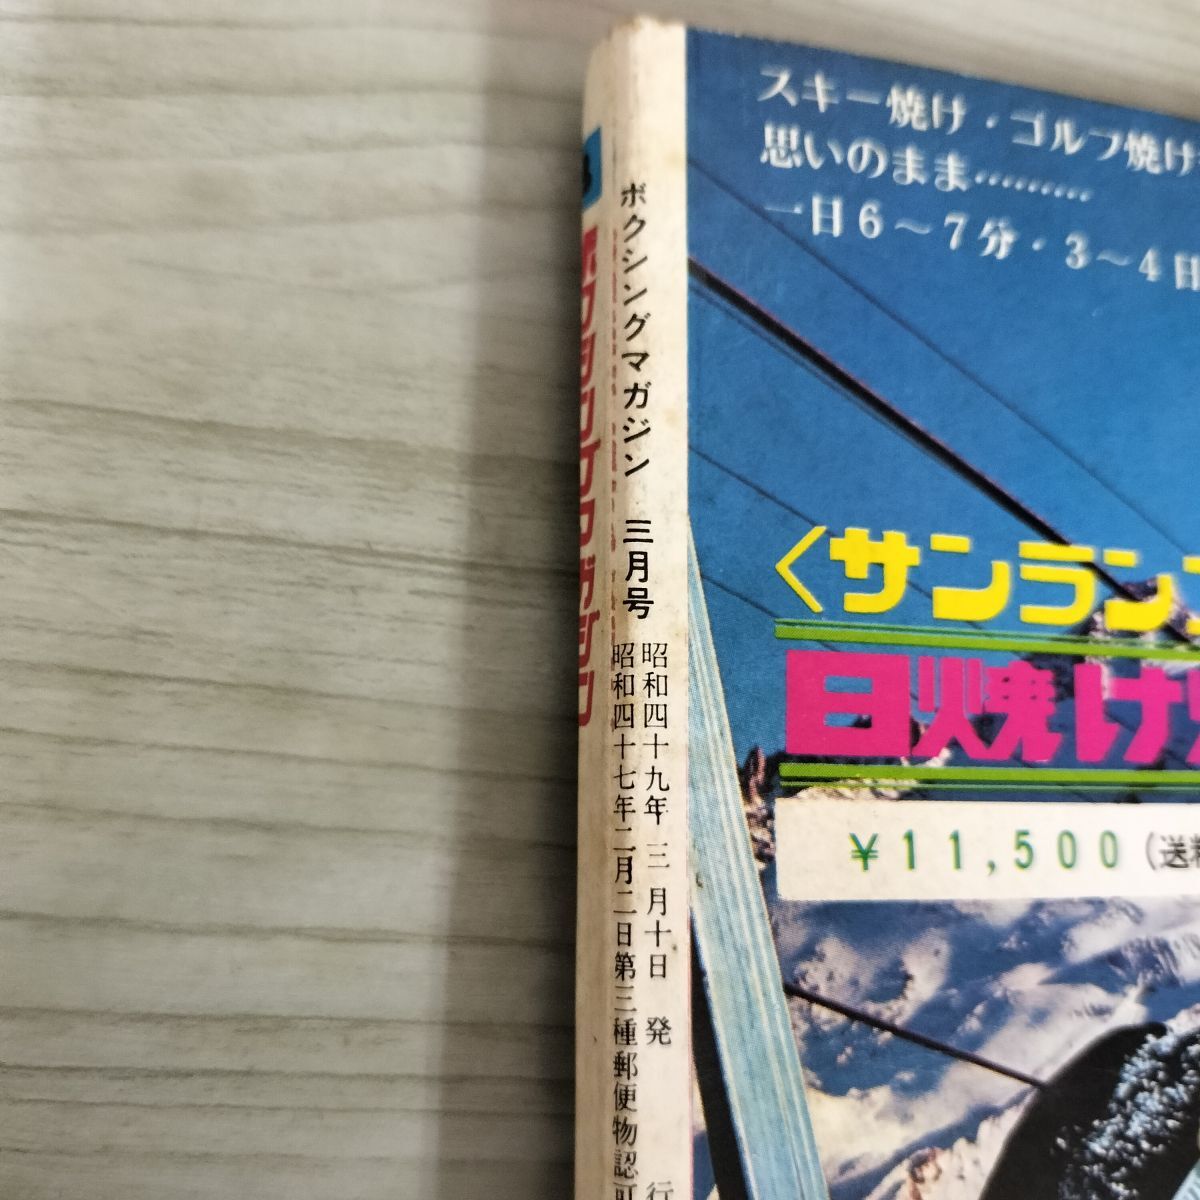 スキー焼け・ゴルフ焼け
思いのまま………
一日6～7分・3～4日
〈サンラン
日焼け
¥11,500(送料
ボクシングマガジン 三月号
昭和四十九年三月十日発行
昭和四十七年二月二日第三種郵便物認可
3
ボクシングマガジン